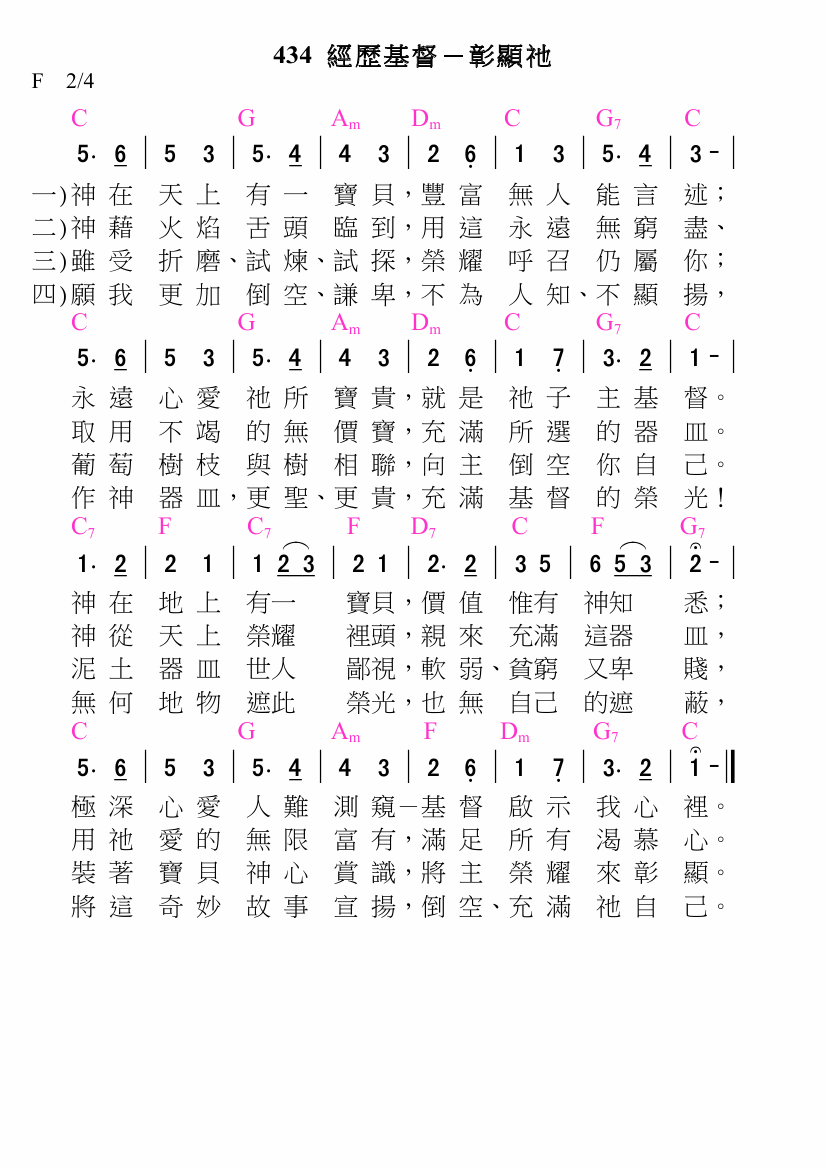 434 經歷基督－彰顯祂
F 2/4
C G Am Dm C G7 C
5. 6 | 5 3 | 5. 4 | 4 3 | 2 6̣ | 1 3 | 5. 4 | 3 - |
一)神在天上有一寶貝，豐富無人能言述；
二)神藉火焰舌頭臨到，用這永遠無窮盡、
三)雖受折磨、試煉、試探，榮耀呼召仍屬你；
四)願我更加倒空、謙卑，不為人知、不顯揚，
C G Am Dm C G7 C
5. 6 | 5 3 | 5. 4 | 4 3 | 2 6̣ | 1 7̣ | 3. 2 | 1 - |
永遠心愛祂所寶貴，就是祂子主基督。
取用不竭的無價寶，充滿所選的器皿。
葡萄樹枝與樹相聯，向主倒空你自己。
作神器皿，更聖、更貴，充滿基督的榮光！
C7 F C7 F D7 C F G7
1. 2 | 2 1 | 1 2 3 | 2 1 | 2. 2 | 3 5 | 6 5 3 | 2 - |
神在地上有一寶貝，價值惟有神知悉；
神從天上榮耀裡頭，親來充滿這器皿，
泥土器皿世人鄙視，軟弱、貧窮又卑賤，
無何地物遮此榮光，也無自己的遮蔽，
C G Am F Dm G7 C
5. 6 | 5 3 | 5. 4 | 4 3 | 2 6̣ | 1 7̣ | 3. 2 | 1 - ‖
極深心愛人難測窺－基督啟示我心裡。
用祂愛的無限富有，滿足所有渴慕心。
裝著寶貝神心賞識，將主榮耀來彰顯。
將這奇妙故事宣揚，倒空、充滿祂自己。